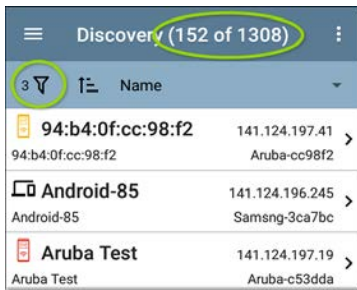 Discovery (152 of 1308)
3 Name
94:b4:0f:cc:98:f2 141.124.197.41
94:b4:0f:cc:98:f2 Aruba-cc98f2
Android-85 141.124.196.245
Android-85 Samsng-3ca7bc
Aruba Test 141.124.197.19
Aruba Test Aruba-c53dda